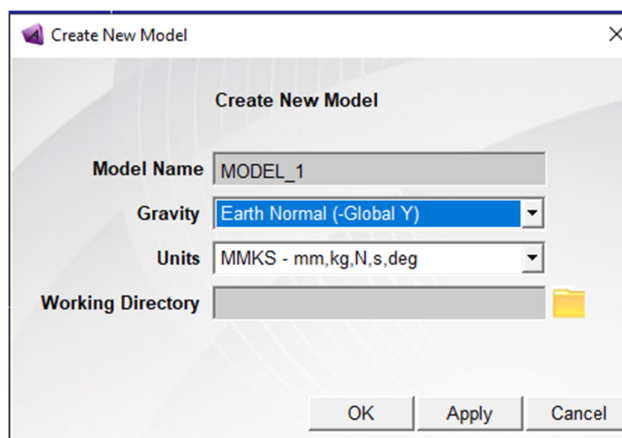 Create New Model
Create New Model
Model Name MODEL_1
Gravity Earth Normal (-Global Y)
Units MMKS - mm,kg,N,s,deg
Working Directory
OK Apply Cancel